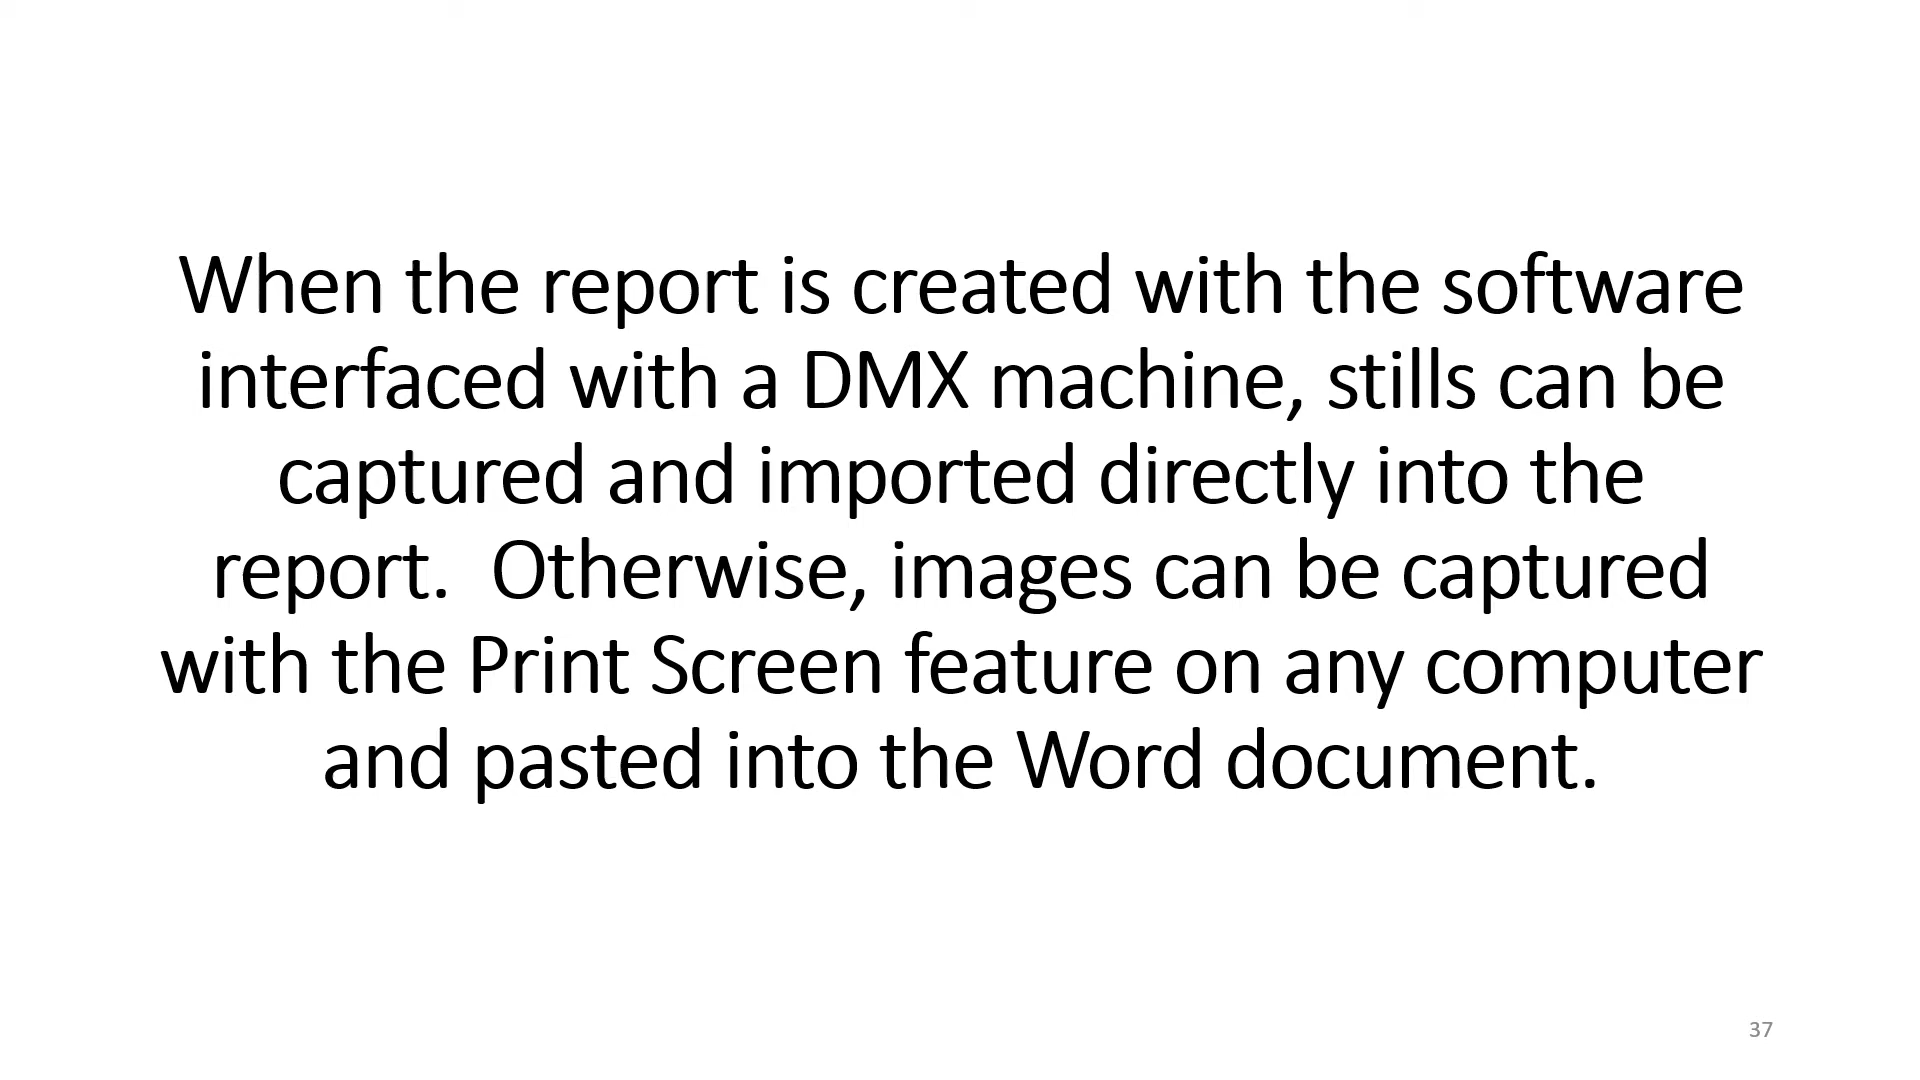 When the report is created with the software
interfaced with a DMX machine, stills can be
captured and imported directly into the
report.  Otherwise, images can be captured
with the Print Screen feature on any computer
and pasted into the Word document.
37